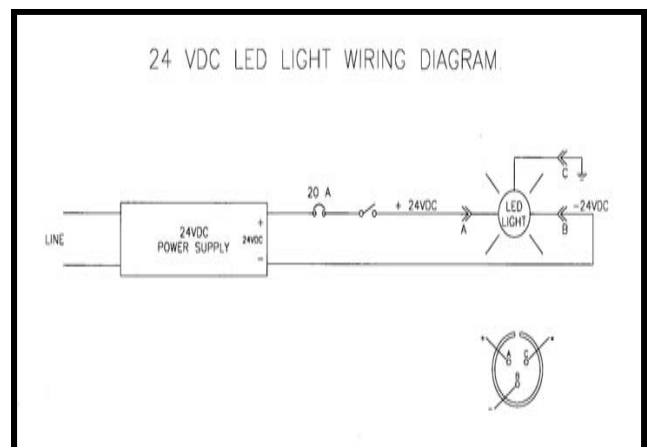 24 VDC LED LIGHT WIRING DIAGRAM.
C
20 A
+ 24VDC
LED
LIGHT
-24VDC
A
B
LINE
24VDC
POWER SUPPLY
+
24VDC
-
+
A
C
B
-